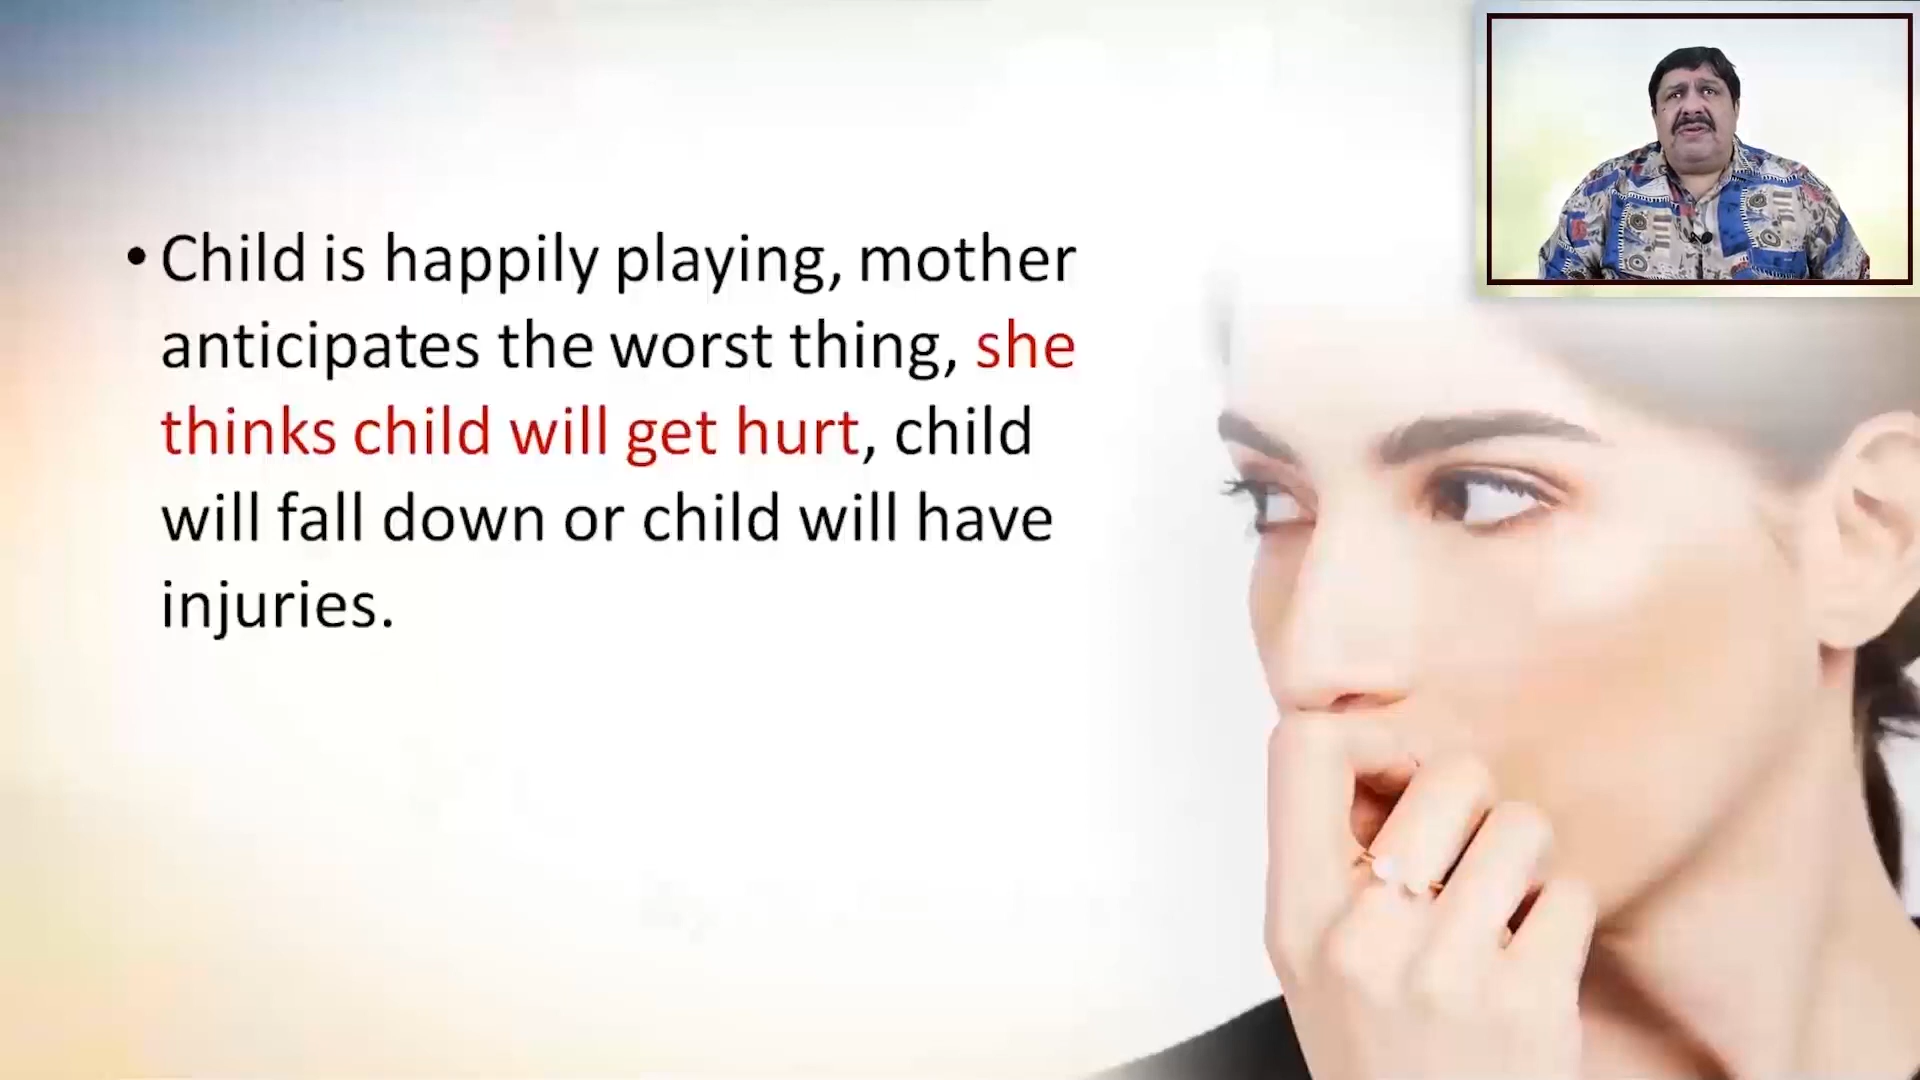 • Child is happily playing, mother
anticipates the worst thing, she
thinks child will get hurt, child
will fall down or child will have
injuries.